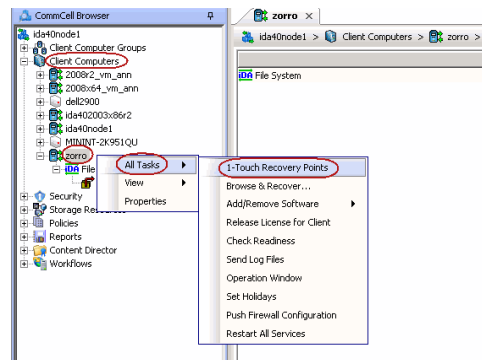 CommCell Browser
zorro
ida40node1
Client Computer Groups
Client Computers
2008r2_vm_ann
2008x64_vm_ann
dell2900
ida402003x86r2
ida40node1
MININT-2K951QU
zorro
iDA File
Security
Storage Resources
Policies
Reports
Content Director
Workflows
ida40node1 > Client Computers > zorro >
iDA File System
All Tasks
View
Properties
1-Touch Recovery Points
Browse & Recover...
Add/Remove Software
Release License for Client
Check Readiness
Send Log Files
Operation Window
Set Holidays
Push Firewall Configuration
Restart All Services